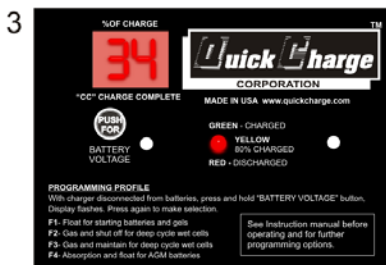 3
%OF CHARGE
34
Quick Charge
TM
CORPORATION
"CC" CHARGE COMPLETE
MADE IN USA www.quickcharge.com
PUSH
FOR
BATTERY
VOLTAGE
GREEN - CHARGED
YELLOW
80% CHARGED
RED - DISCHARGED
PROGRAMMING PROFILE
With charger disconnected from batteries, press and hold "BATTERY VOLTAGE" button,
Display flashes. Press again to make selection.
F1- Float for starting batteries and gels
F2- Gas and shut off for deep cycle wet cells
F3- Gas and maintain for deep cycle wet cells
F4- Absorption and float for AGM batteries
See Instruction manual before
operating and for further
programming options.